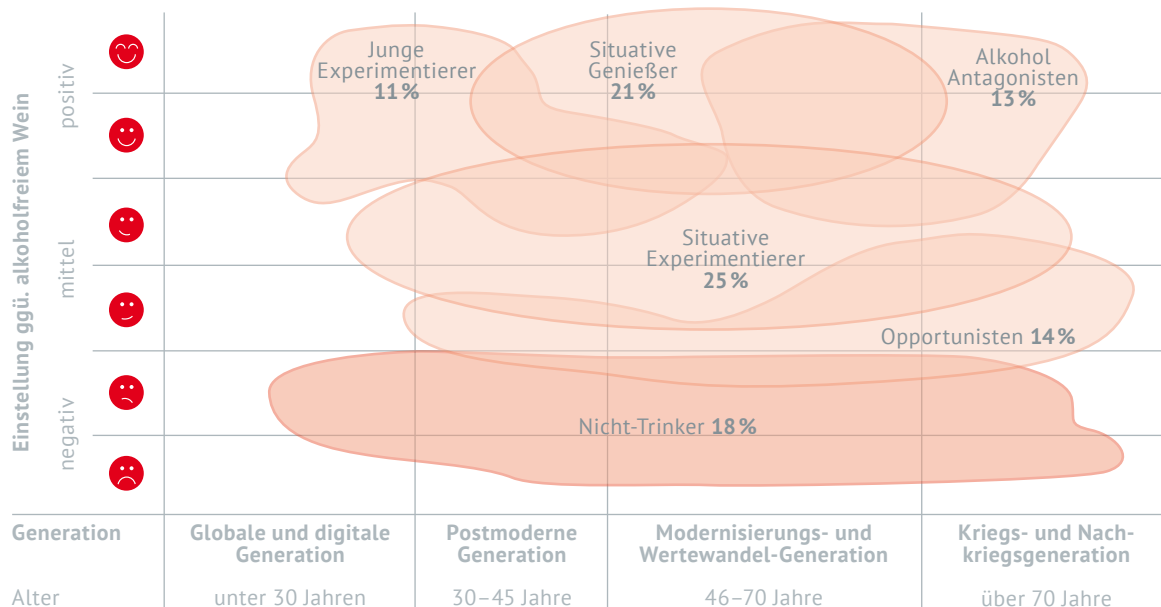 Einstellung ggü. alkoholfreiem Wein
positiv
mittel
negativ
Junge
Experimentierer
11 %
Situative
Genießer
21 %
Alkohol
Antagonisten
13 %
Situative
Experimentierer
25 %
Opportunisten 14 %
Nicht-Trinker 18 %
Generation
Globale und digitale
Generation
Postmoderne
Generation
Modernisierungs- und
Wertewandel-Generation
Kriegs- und Nach-
kriegsgeneration
Alter
unter 30 Jahren
30–45 Jahre
46–70 Jahre
über 70 Jahre